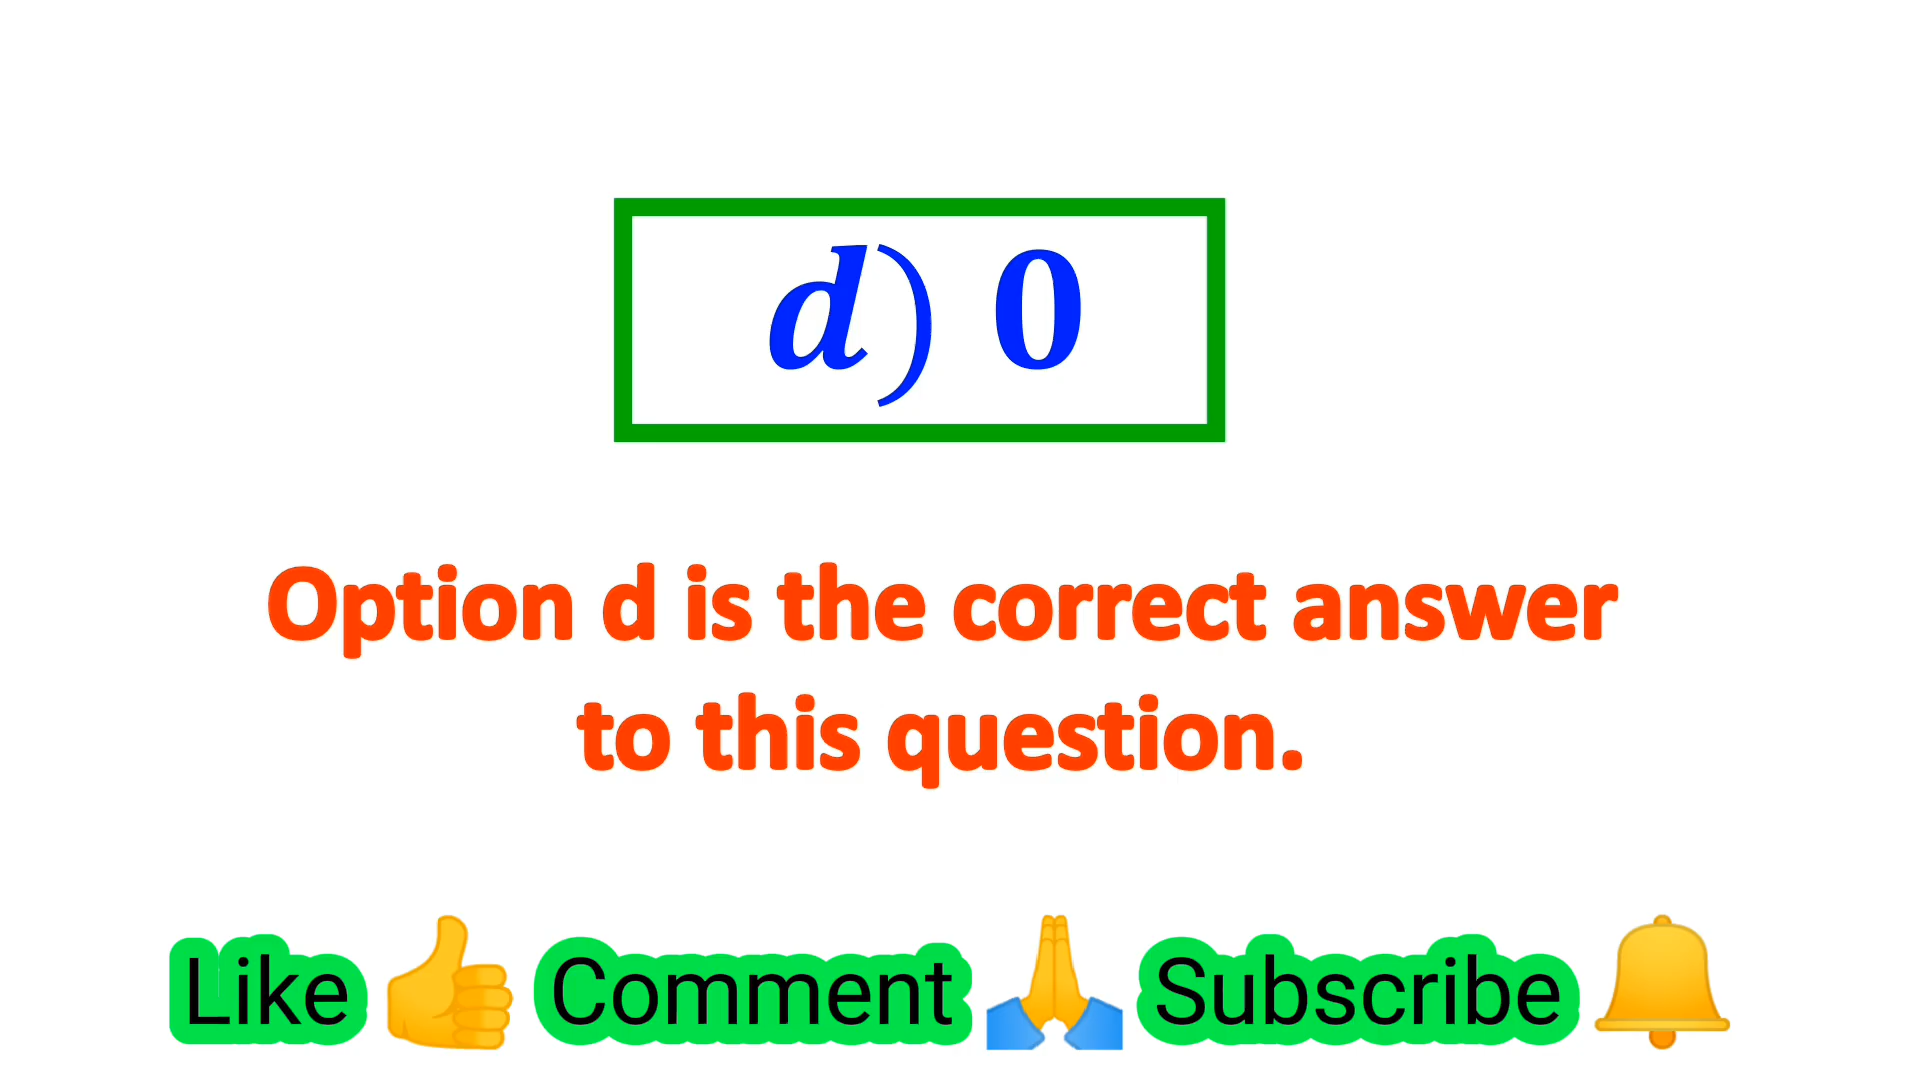 d) 0
Option d is the correct answer
to this question.
Like 👍 Comment 🙏 Subscribe 🔔